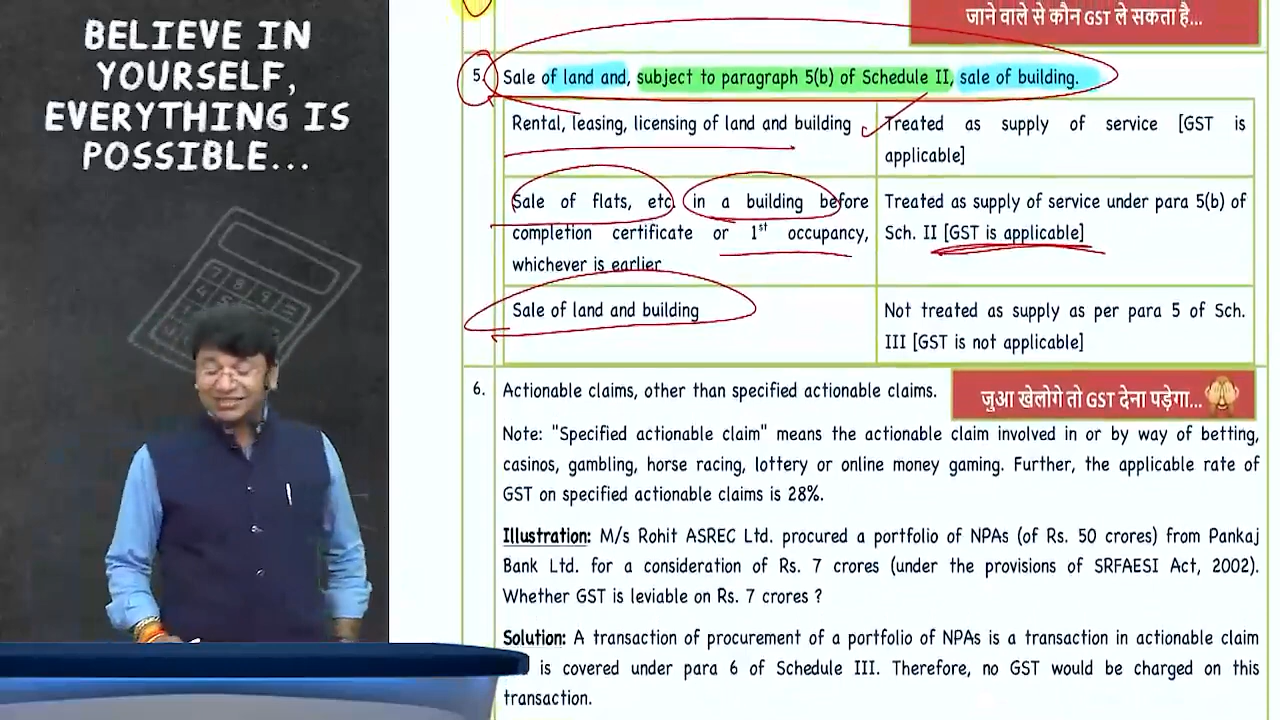 BELIEVE IN
YOURSELF,
EVERYTHING IS
POSSIBLE...
जाने वाले से कौन GST ले सकता है...
5. Sale of land and, subject to paragraph 5(b) of Schedule II, sale of building.
Rental, leasing, licensing of land and building
Treated as supply of service [GST is
applicable]
Sale of flats, etc. in a building before
completion certificate or 1st occupancy,
whichever is earlier
Treated as supply of service under para 5(b) of
Sch. II [GST is applicable]
Sale of land and building
Not treated as supply as per para 5 of Sch.
III [GST is not applicable]
6. Actionable claims, other than specified actionable claims.
जुआ खेलोगे तो GST देना पड़ेगा...
Note: "Specified actionable claim" means the actionable claim involved in or by way of betting,
casinos, gambling, horse racing, lottery or online money gaming. Further, the applicable rate of
GST on specified actionable claims is 28%.
Illustration: M/s Rohit ASREC Ltd. procured a portfolio of NPAs (of Rs. 50 crores) from Pankaj
Bank Ltd. for a consideration of Rs. 7 crores (under the provisions of SRFAESI Act, 2002).
Whether GST is leviable on Rs. 7 crores ?
Solution: A transaction of procurement of a portfolio of NPAs is a transaction in actionable claim
is covered under para 6 of Schedule III. Therefore, no GST would be charged on this
transaction.